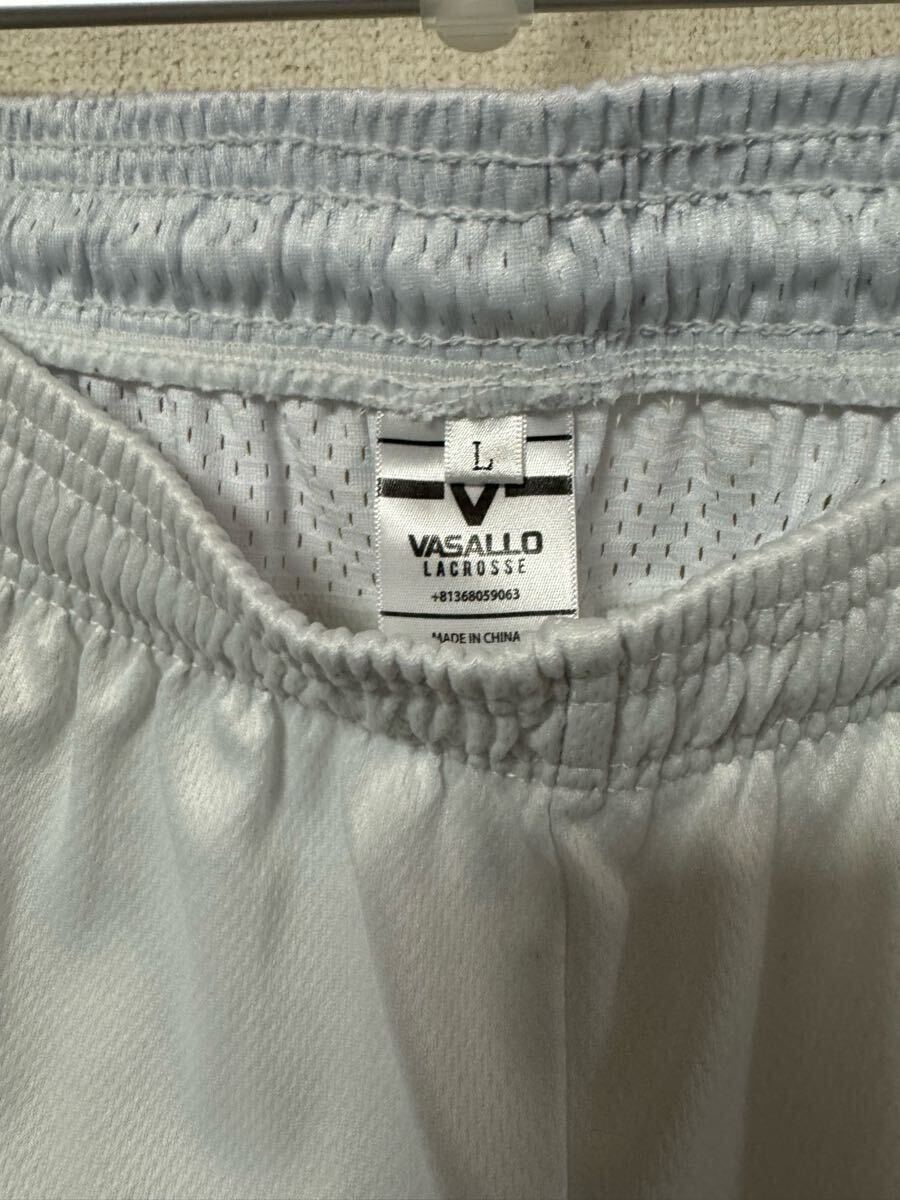 L
VASALLO
LACROSSE
+81368059063
MADE IN CHINA